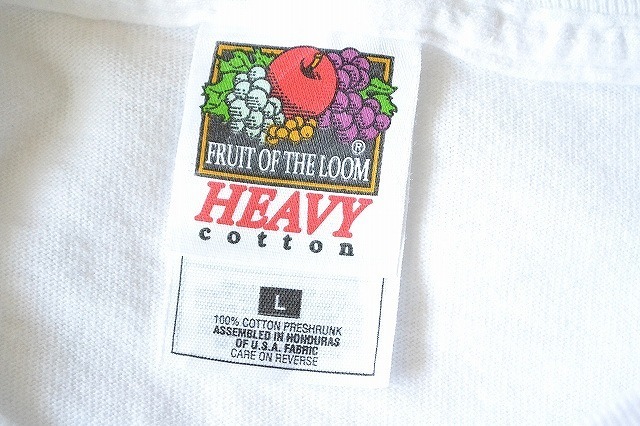 FRUIT OF THE LOOM ®
HEAVY
cotton
L
100% COTTON PRESHRUNK
ASSEMBLED IN HONDURAS
OF U.S.A. FABRIC
CARE ON REVERSE